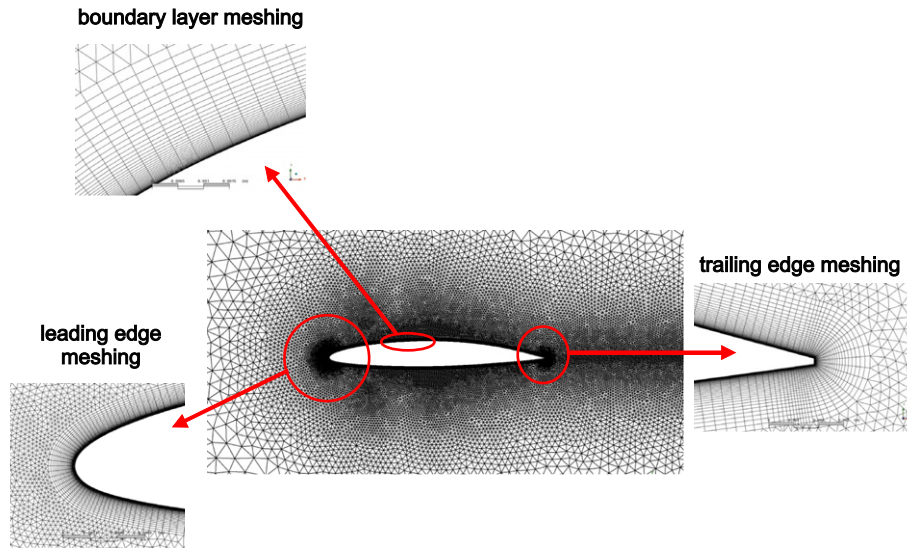 boundary layer meshing
trailing edge meshing
leading edge
meshing